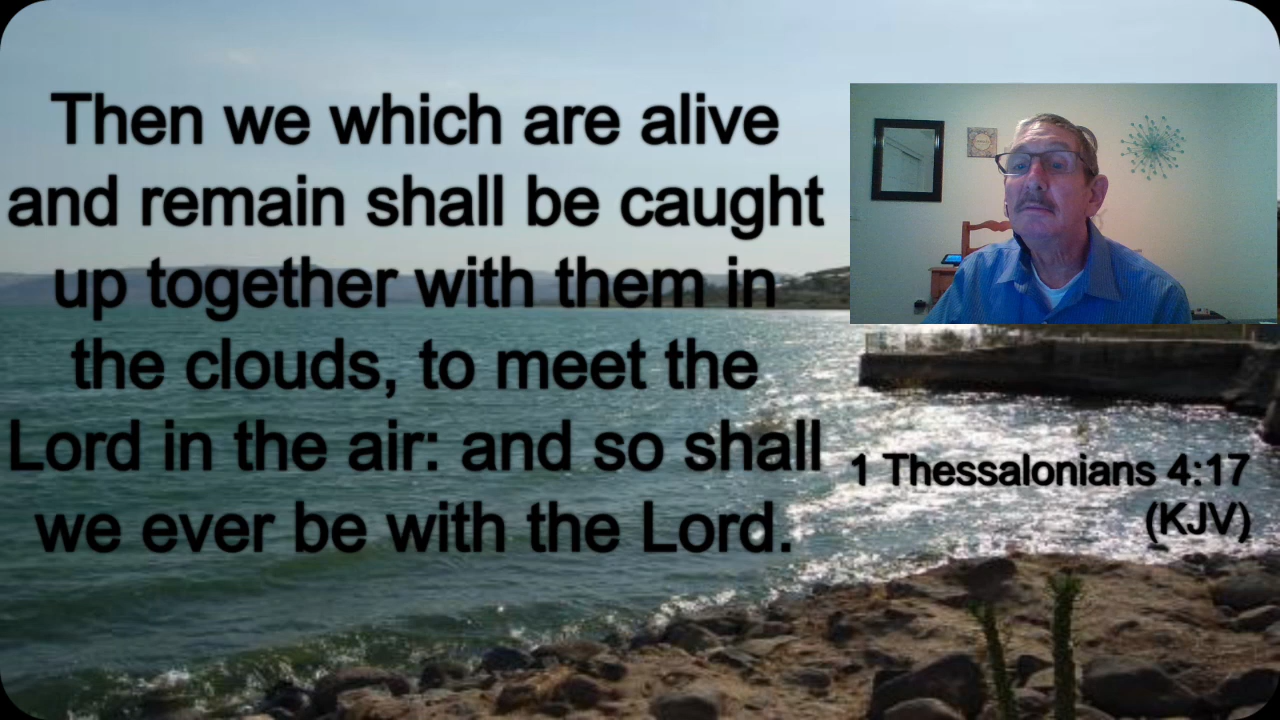 Then we which are alive
and remain shall be caught
up together with them in
the clouds, to meet the
Lord in the air: and so shall
we ever be with the Lord.
1 Thessalonians 4:17
(KJV)